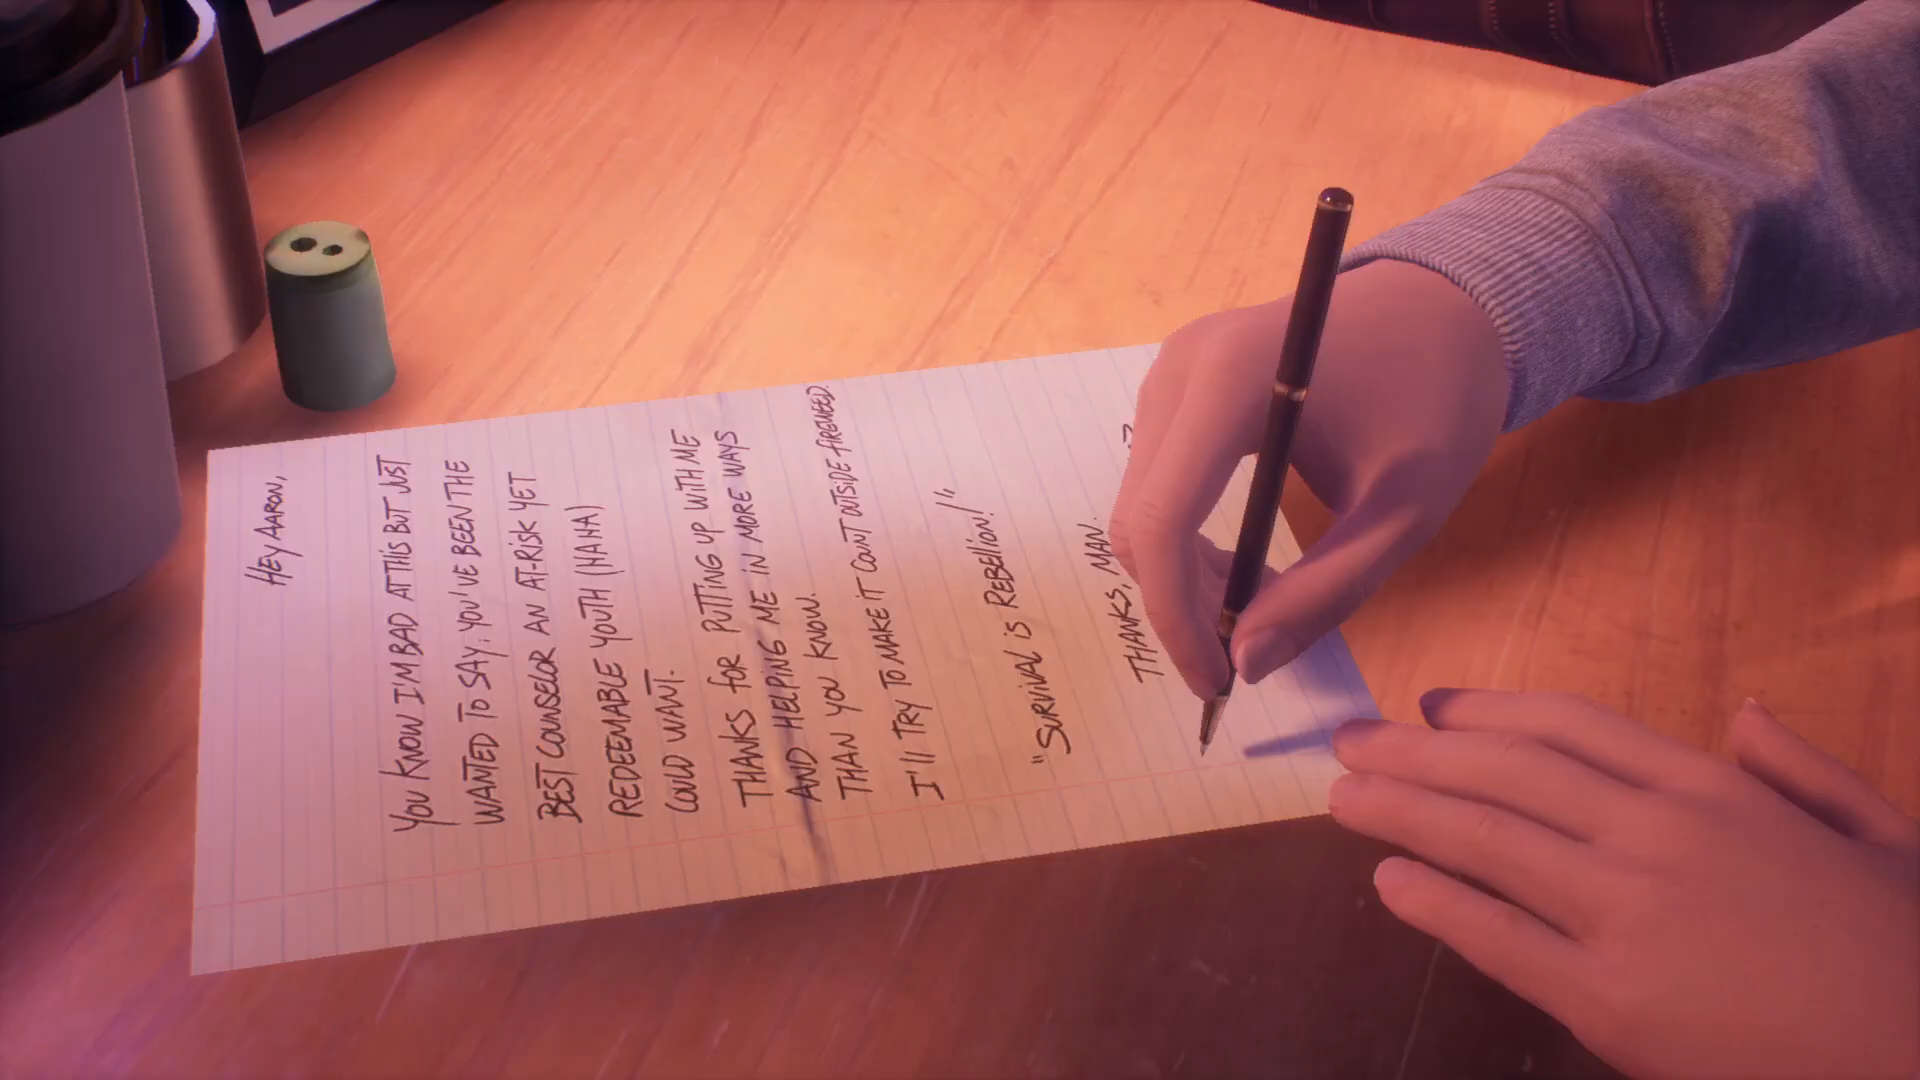 HEY AARON,
YOU KNOW I'M BAD AT THIS BUT JUST
WANTED TO SAY: YOU'VE BEEN THE
BEST COUNSELOR AN AT-RISK YET
REDEEMABLE YOUTH (HAHA)
COULD WANT.
THANKS FOR PUTTING UP WITH ME
AND HELPING ME IN MORE WAYS
THAN YOU KNOW.
I'll TRY TO MAKE IT COUNT OUTSIDE FIREWEED.
"SURVIVAL iS REBELLION!"
THANKS, MAN.